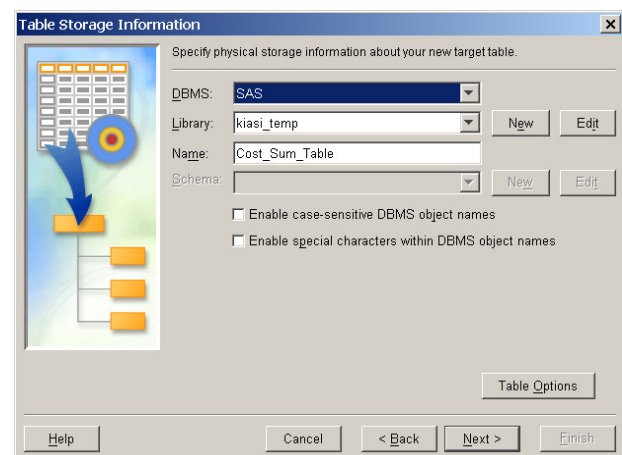 Table Storage Information
Specify physical storage information about your new target table.
DBMS: SAS
Library: kiasi_temp New Edit
Name: Cost_Sum_Table
Schema: New Edit
Enable case-sensitive DBMS object names
Enable special characters within DBMS object names
Table Options
Help Cancel < Back Next > Finish